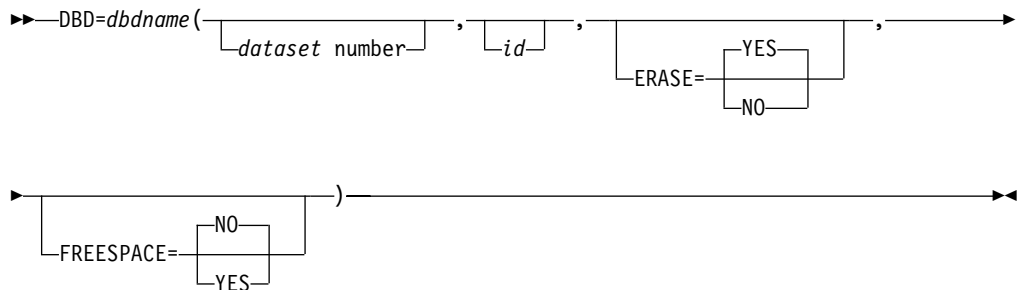 DBD=dbdname( , , ,
dataset number
id
YES
ERASE=
NO
)
NO
FREESPACE=
YES